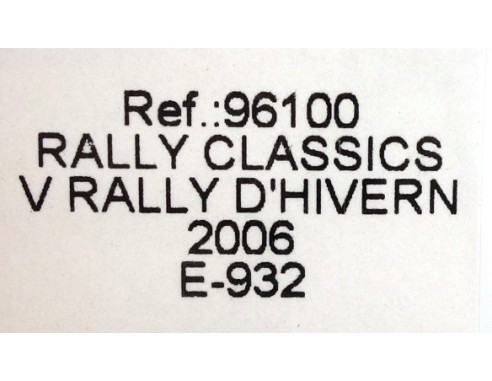 Ref.:96100
RALLY CLASSICS
V RALLY D'HIVERN
2006
E-932